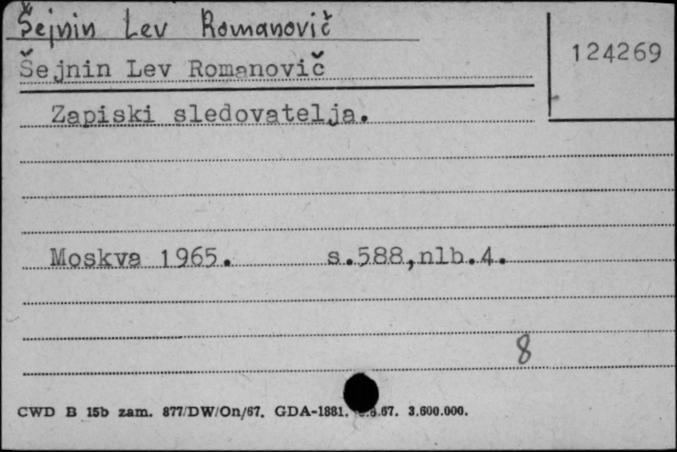 Šejnin Lev Romanovič
124269
Šejnin Lev Romanovič
Zapiski sledovatelja.
Moskva 1965. s.588,nlb.4.
8
CWD B 15b zam. 877/DW/On/67. GDA-1881. .67. 3.600.000.